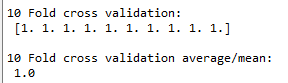 10 Fold cross validation:
[1. 1. 1. 1. 1. 1. 1. 1. 1. 1.]
10 Fold cross validation average/mean:
1.0